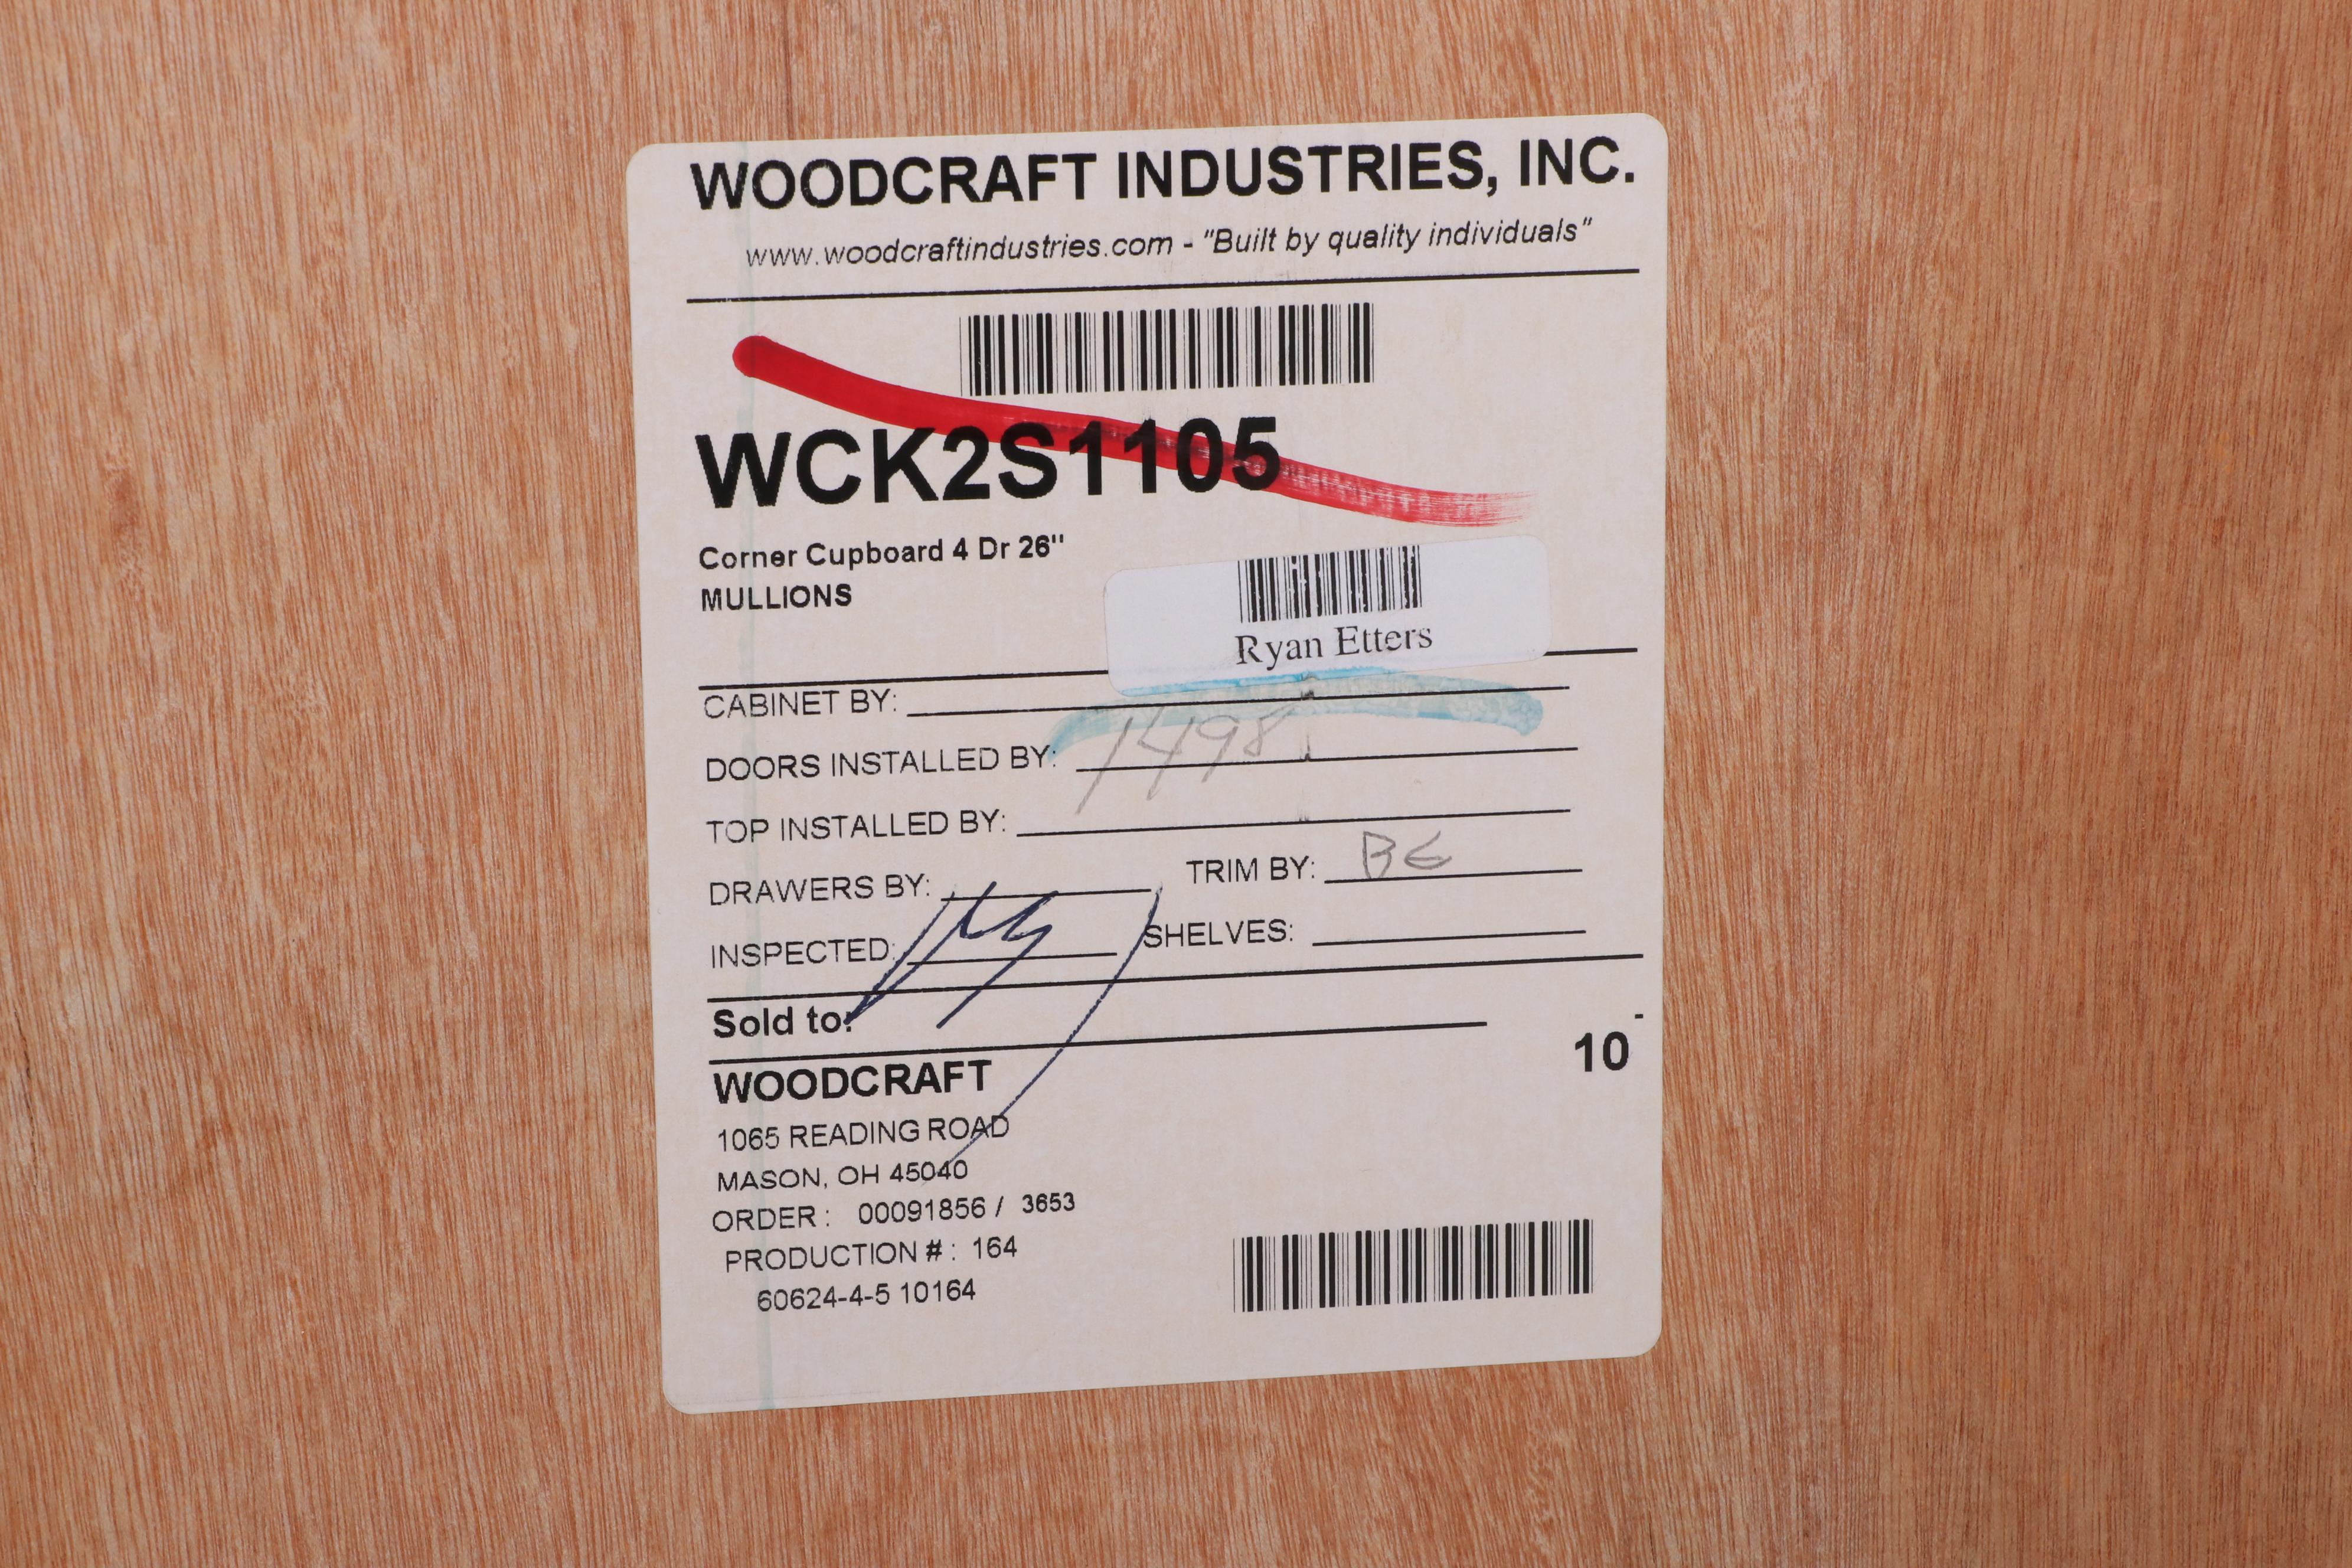 WOODCRAFT INDUSTRIES, INC.
www.woodcraftindustries.com - "Built by quality individuals"
WCK2S1105
Corner Cupboard 4 Dr 26"
MULLIONS
Ryan Etters
CABINET BY:
DOORS INSTALLED BY: 1498
TOP INSTALLED BY:
DRAWERS BY: TRIM BY: BG
INSPECTED: SHELVES:
Sold to:
-
WOODCRAFT 10
1065 READING ROAD
MASON, OH 45040
ORDER : 00091856 / 3653
PRODUCTION # : 164
60624-4-5 10164